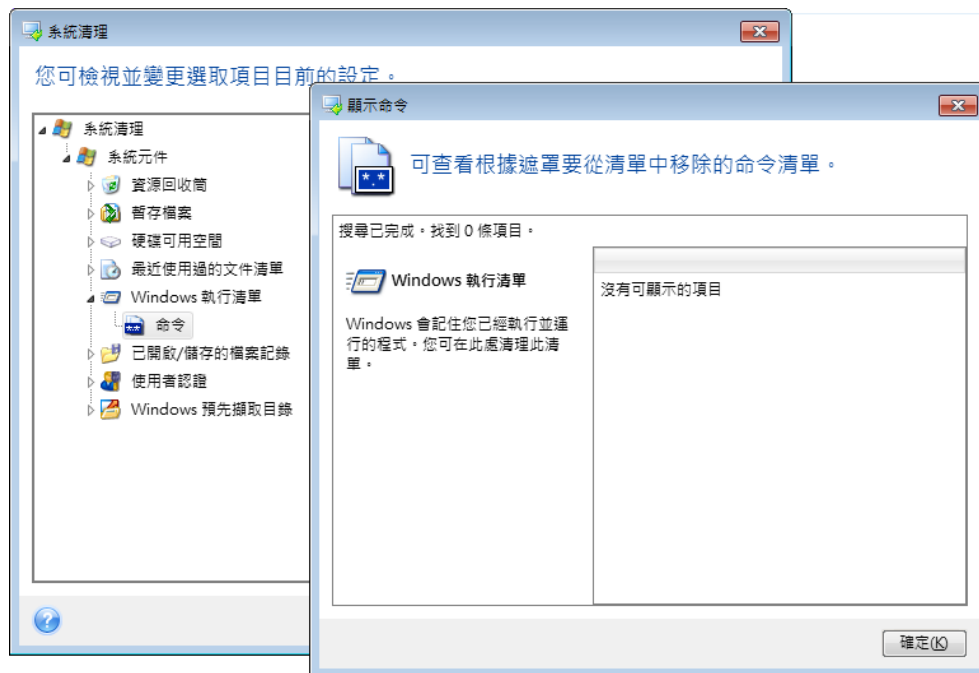 系統清理
您可檢視並變更選取項目目前的設定。
系統清理
系統元件
資源回收筒
暫存檔案
硬碟可用空間
最近使用過的文件清單
Windows 執行清單
命令
已開啟/儲存的檔案記錄
使用者認證
Windows 預先擷取目錄
顯示命令
可查看根據遮罩要從清單中移除的命令清單。
搜尋已完成。找到 0 條項目。
Windows 執行清單
Windows 會記住您已經執行並運
行的程式。您可在此處清理此清
單。
沒有可顯示的項目
確定(K)